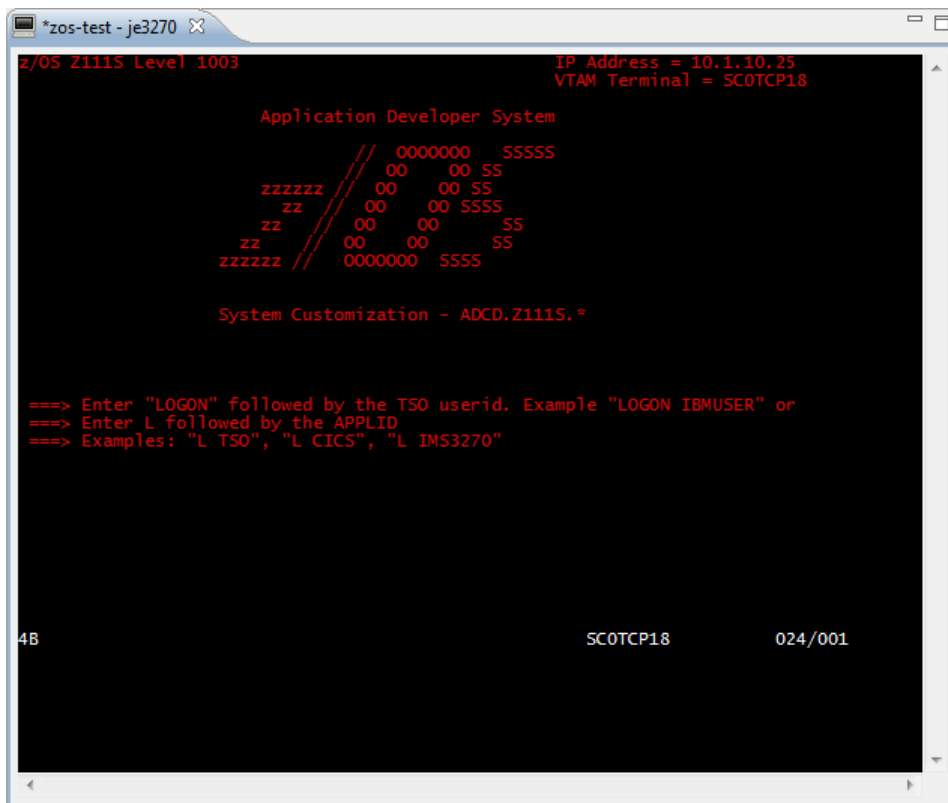 *zos-test - je3270
z/OS Z111S Level 1003 IP Address = 10.1.10.25
VTAM Terminal = SC0TCP18
Application Developer System
// OOOOOOO SSSSS
// OO OO SS
zzzzzz // OO OO SS
zz // OO OO SSSS
zz // OO OO SS
zz // OO OO SS
zzzzzz // OOOOOOO SSSS
System Customization - ADCD.Z111S.*
===> Enter "LOGON" followed by the TSO userid. Example "LOGON IBMUSER" or
===> Enter L followed by the APPLID
===> Examples: "L TSO", "L CICS", "L IMS3270"
4B SC0TCP18 024/001